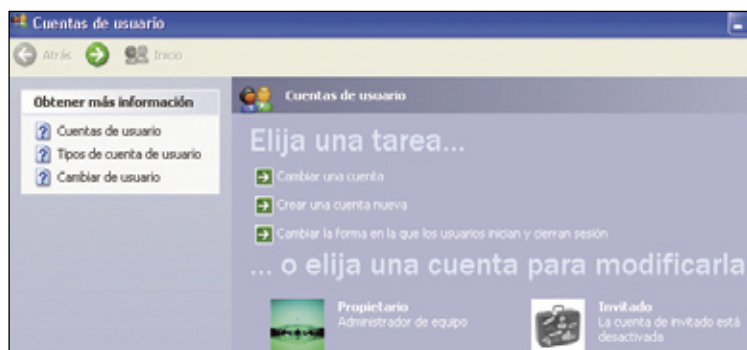 Cuentas de usuario
Atrás
Inicio
Obtener más información
Cuentas de usuario
Tipos de cuenta de usuario
Cambiar de usuario
Cuentas de usuario
Elija una tarea...
Cambiar una cuenta
Crear una cuenta nueva
Cambiar la forma en la que los usuarios inician y cierran sesión
... o elija una cuenta para modificarla
Propietario
Administrador de equipo
Invitado
La cuenta de invitado está
desactivada